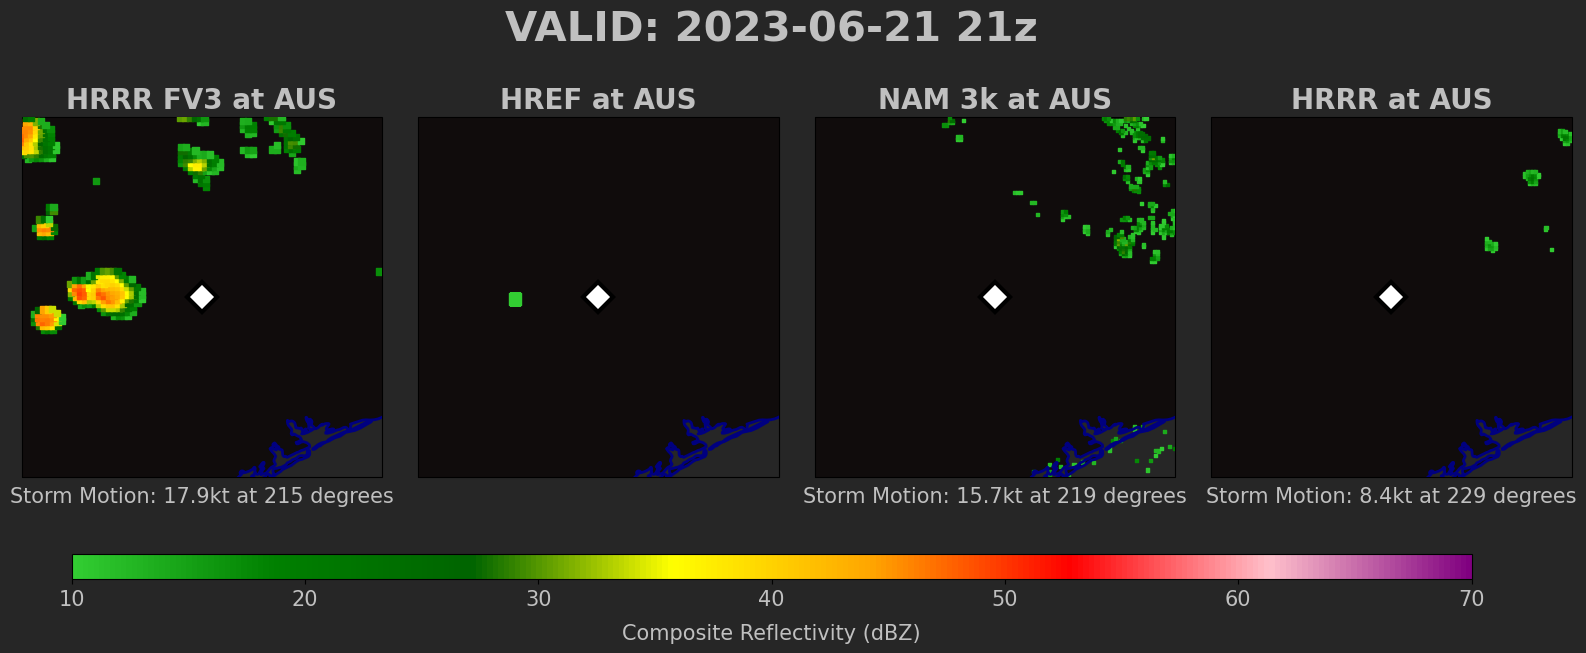 VALID: 2023-06-21 21z
HRRR FV3 at AUS
HREF at AUS
NAM 3k at AUS
HRRR at AUS
Storm Motion: 17.9kt at 215 degrees
Storm Motion: 15.7kt at 219 degrees
Storm Motion: 8.4kt at 229 degrees
10 20 30 40 50 60 70
Composite Reflectivity (dBZ)